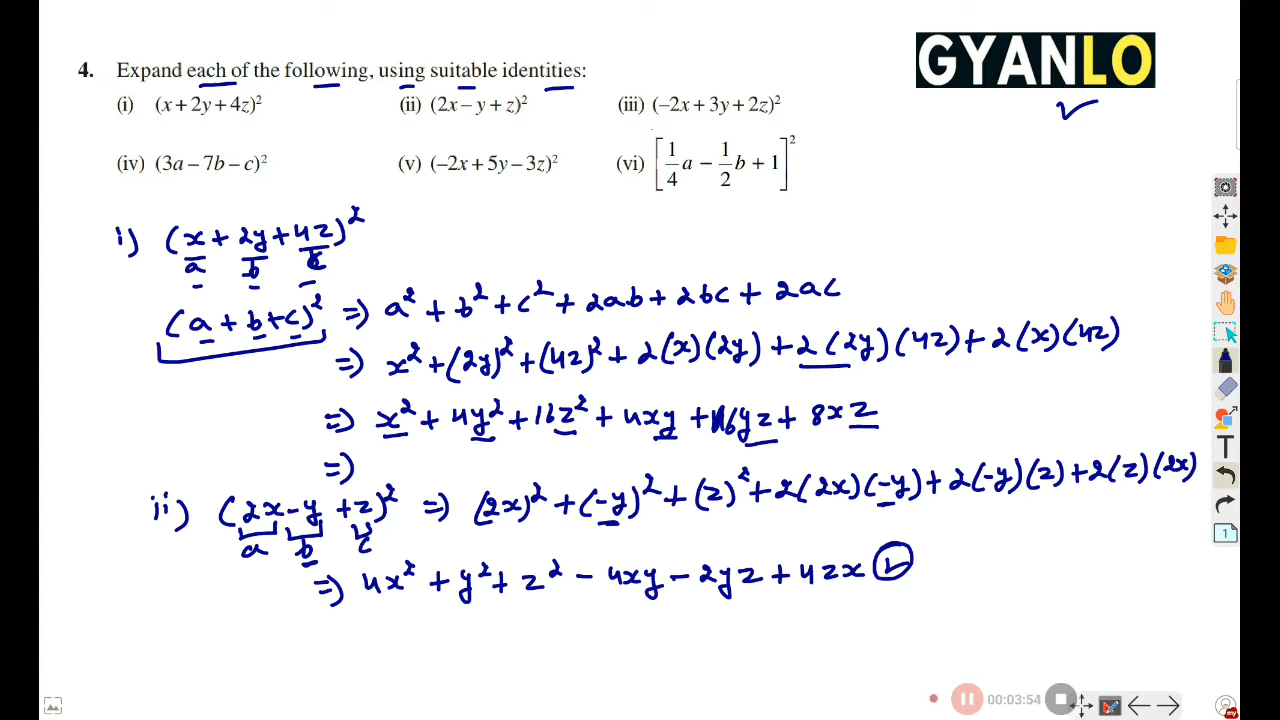 GYANLO
4. Expand each of the following, using suitable identities:
(i) (x + 2y + 4z)² (ii) (2x – y + z)² (iii) (–2x + 3y + 2z)²
(iv) (3a – 7b – c)² (v) (–2x + 5y – 3z)² (vi) [1/4 a – 1/2 b + 1]²
i) (x + 2y + 4z)²
a b c
(a + b + c)² => a² + b² + c² + 2ab + 2bc + 2ac
=> x² + (2y)² + (4z)² + 2(x)(2y) + 2(2y)(4z) + 2(x)(4z)
=> x² + 4y² + 16z² + 4xy + 16yz + 8xz
=>
ii) (2x - y + z)² => (2x)² + (-y)² + (z)² + 2(2x)(-y) + 2(-y)(z) + 2(z)(2x)
a b c
=> 4x² + y² + z² - 4xy - 2yz + 4zx
T
1
00:03:54